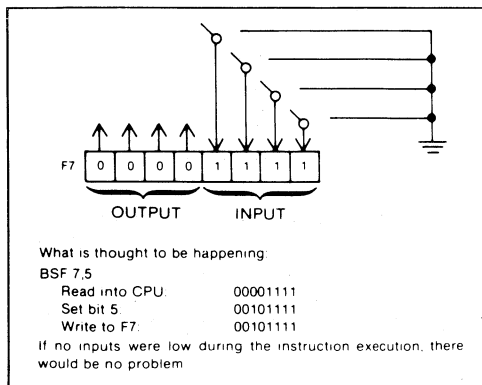 F7 0 0 0 0 1 1 1 1
OUTPUT INPUT
What is thought to be happening:
BSF 7,5
Read into CPU. 00001111
Set bit 5. 00101111
Write to F7. 00101111
If no inputs were low during the instruction execution, there
would be no problem